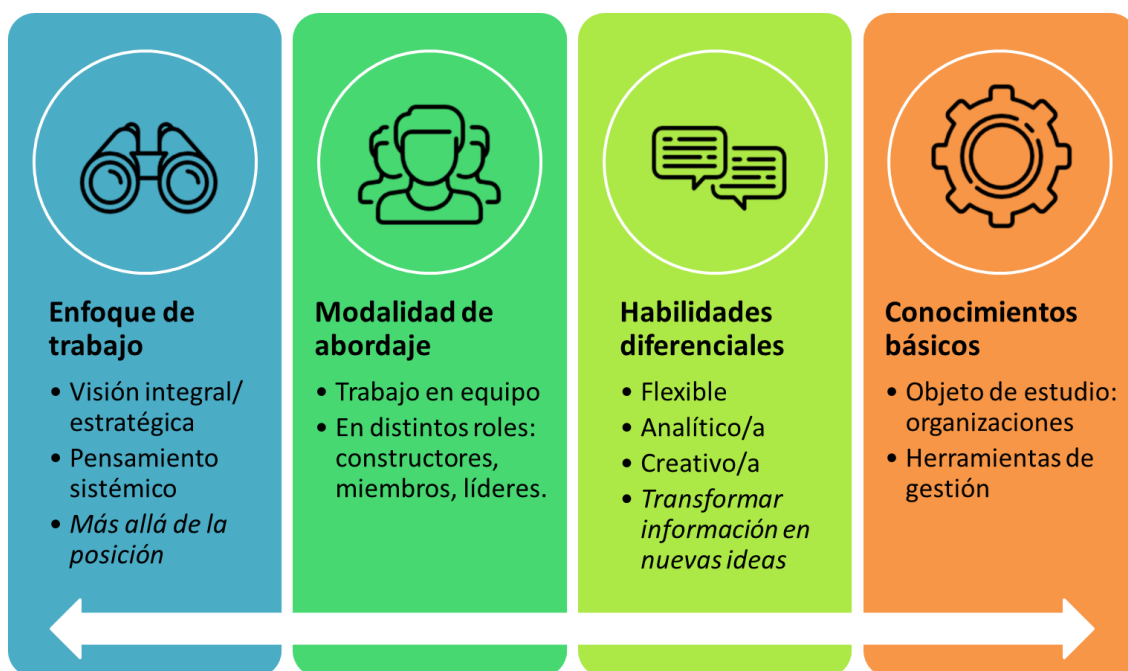 Enfoque de
trabajo
• Visión integral/
estratégica
• Pensamiento
sistémico
• Más allá de la
posición
Modalidad de
abordaje
• Trabajo en equipo
• En distintos roles:
constructores,
miembros, líderes.
Habilidades
diferenciales
• Flexible
• Analítico/a
• Creativo/a
• Transformar
información en
nuevas ideas
Conocimientos
básicos
• Objeto de estudio:
organizaciones
• Herramientas de
gestión